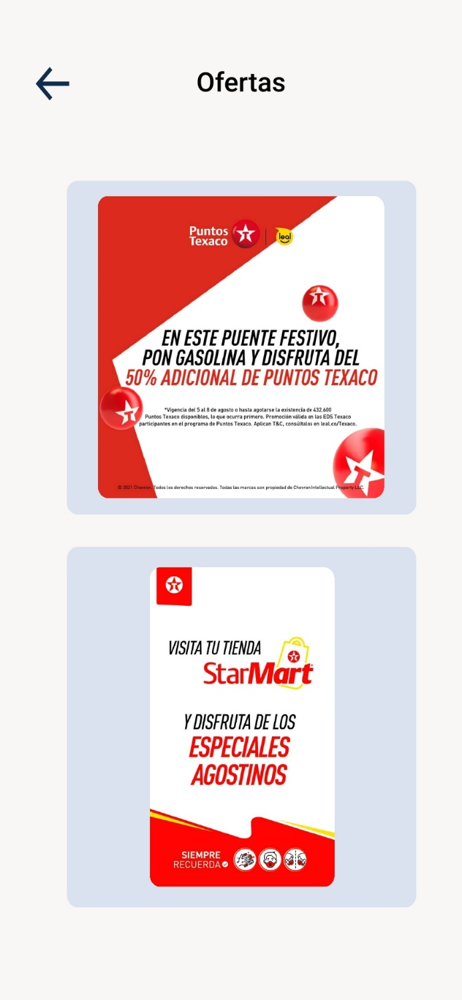 Ofertas
Puntos
Texaco
T
leal
T
EN ESTE PUENTE FESTIVO,
PON GASOLINA Y DISFRUTA DEL
50% ADICIONAL DE PUNTOS TEXACO
*Vigencia del 5 al 8 de agosto o hasta agotarse la existencia de 432.600
Puntos Texaco disponibles, lo que ocurra primero. Promoción válida en las EDS Texaco
participantes en el programa de Puntos Texaco. Aplican T&C, consúltalos en leal.co/Texaco.
T
T
© 2021 Chevron. Todos los derechos reservados. Todas las marcas son propiedad de Chevron Intellectual Property LLC.
T
VISITA TU TIENDA
T
StarMart
Y DISFRUTA DE LOS
ESPECIALES
AGOSTINOS
SIEMPRE
RECUERDA